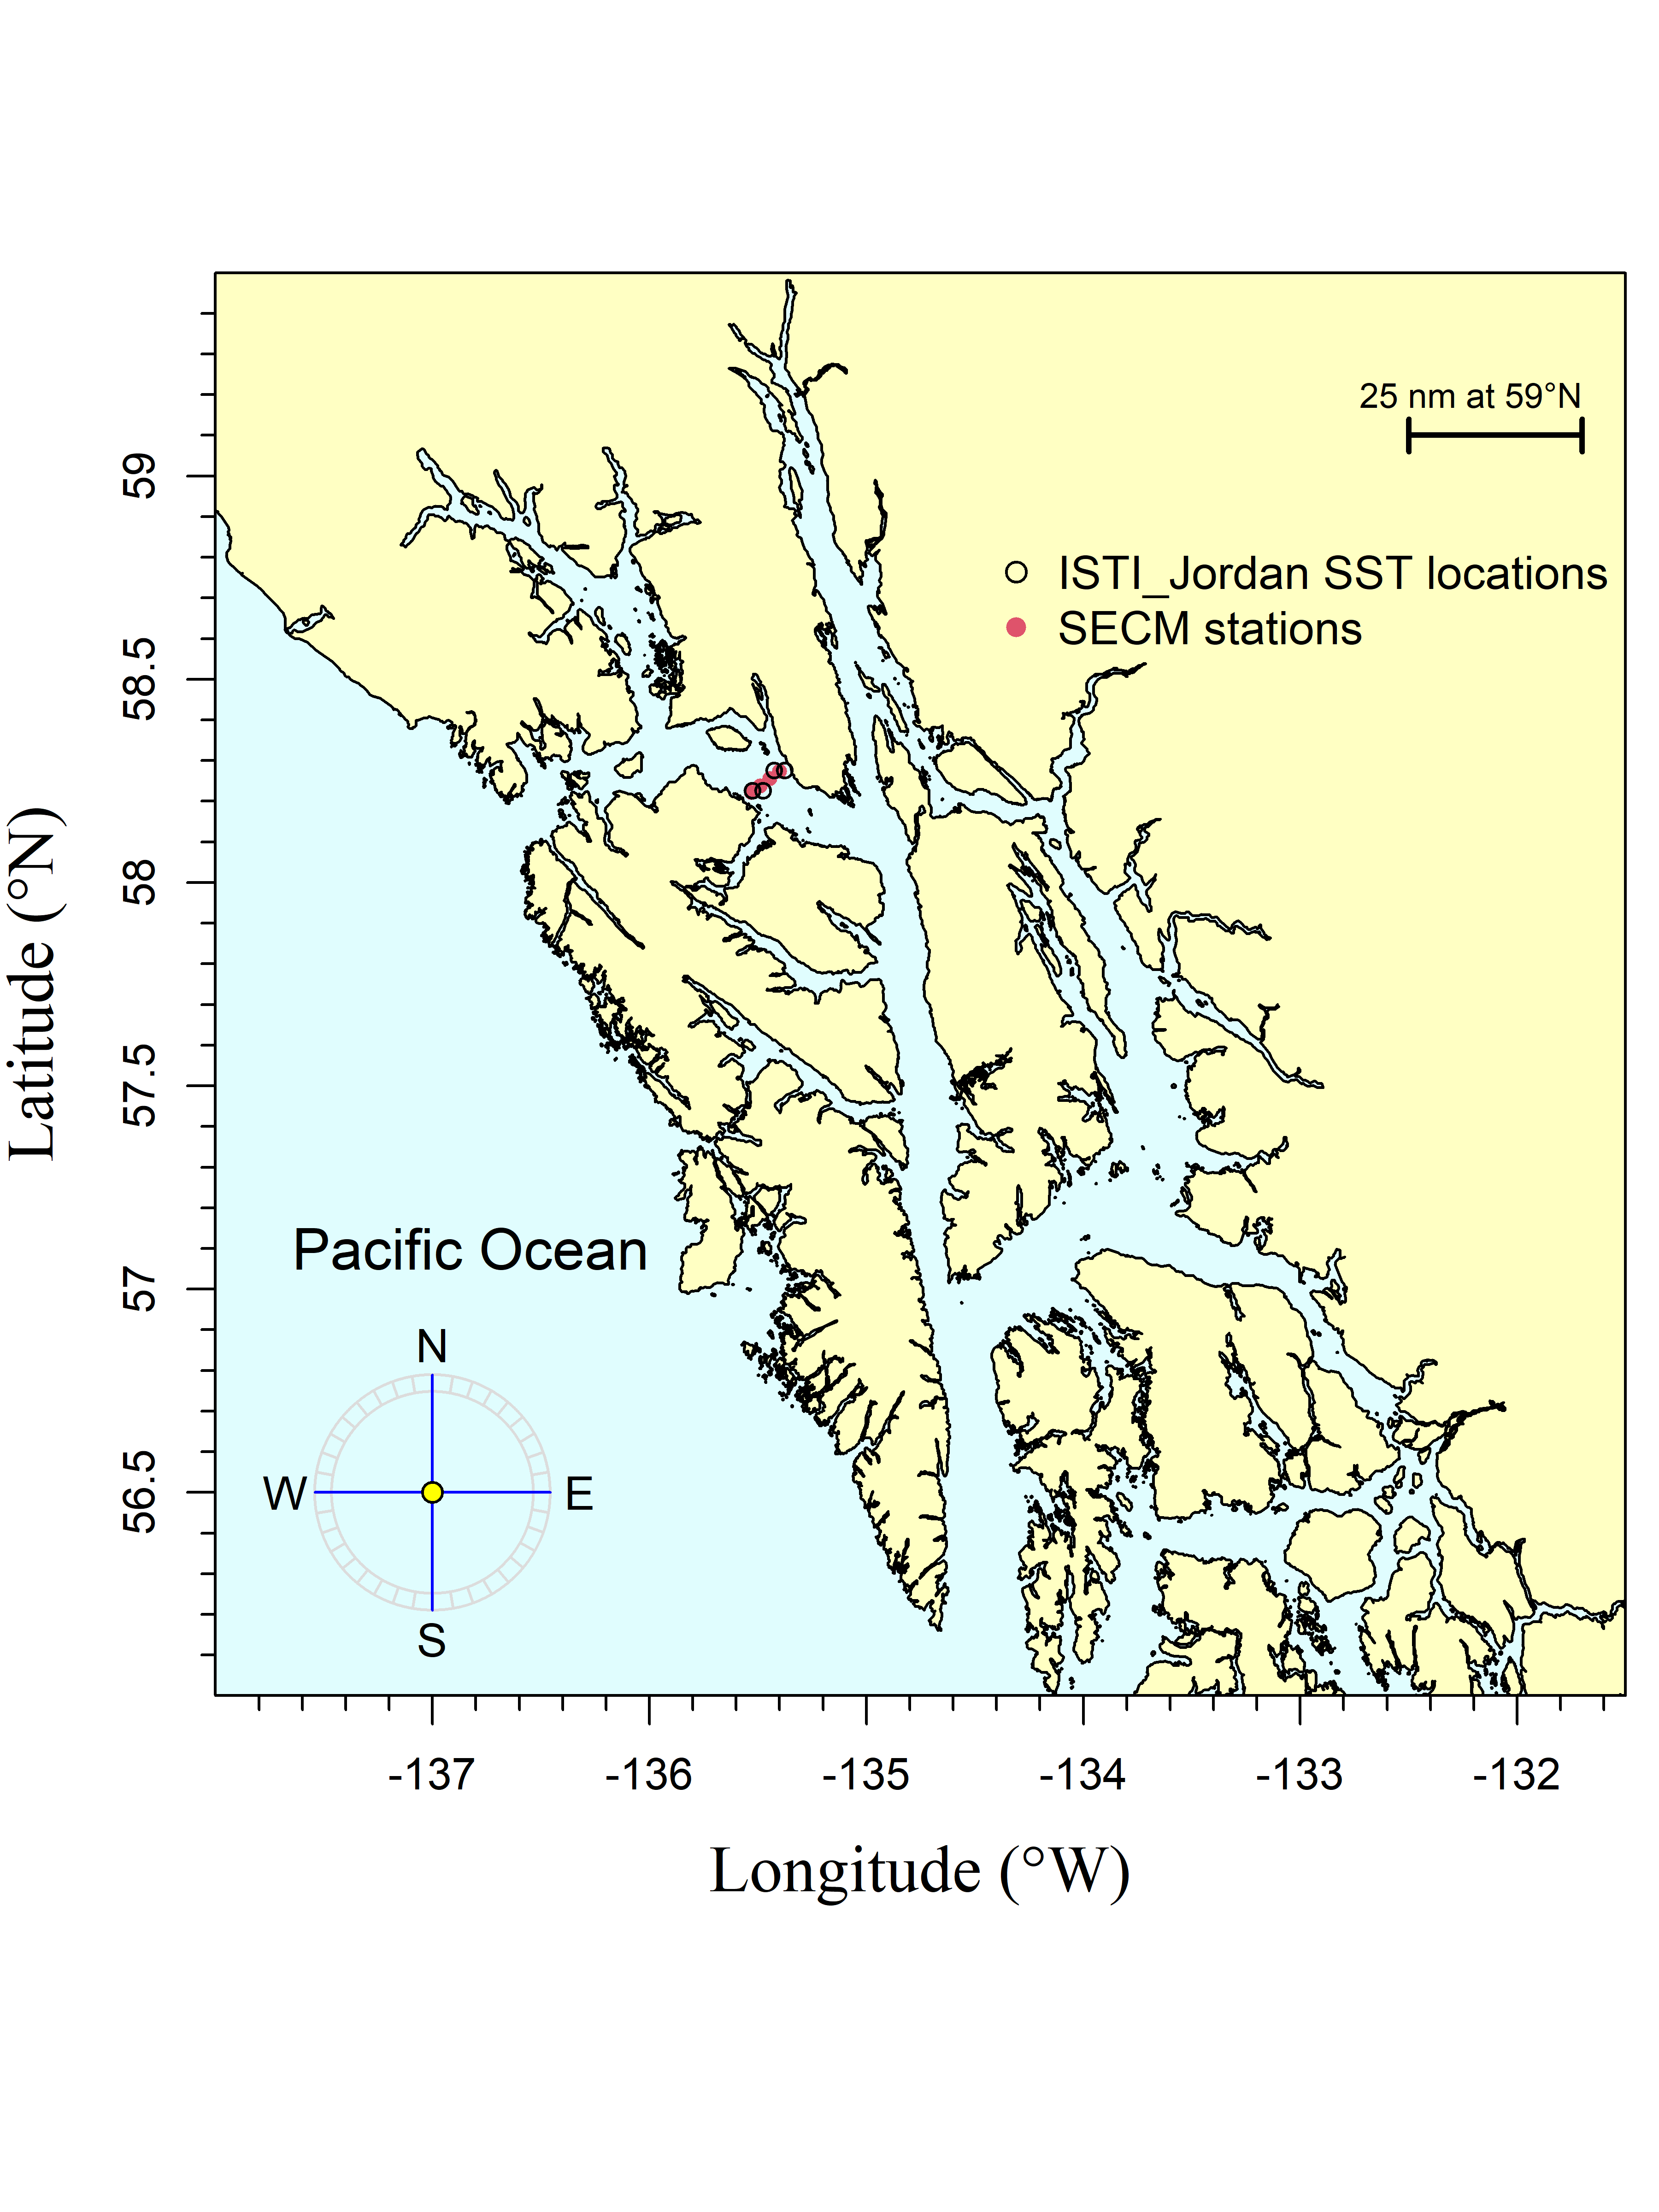 25 nm at 59°N
ISTI_Jordan SST locations
SECM stations
Pacific Ocean
N
W
E
S
59
58.5
58
57.5
57
56.5
Latitude (°N)
-137
-136
-135
-134
-133
-132
Longitude (°W)